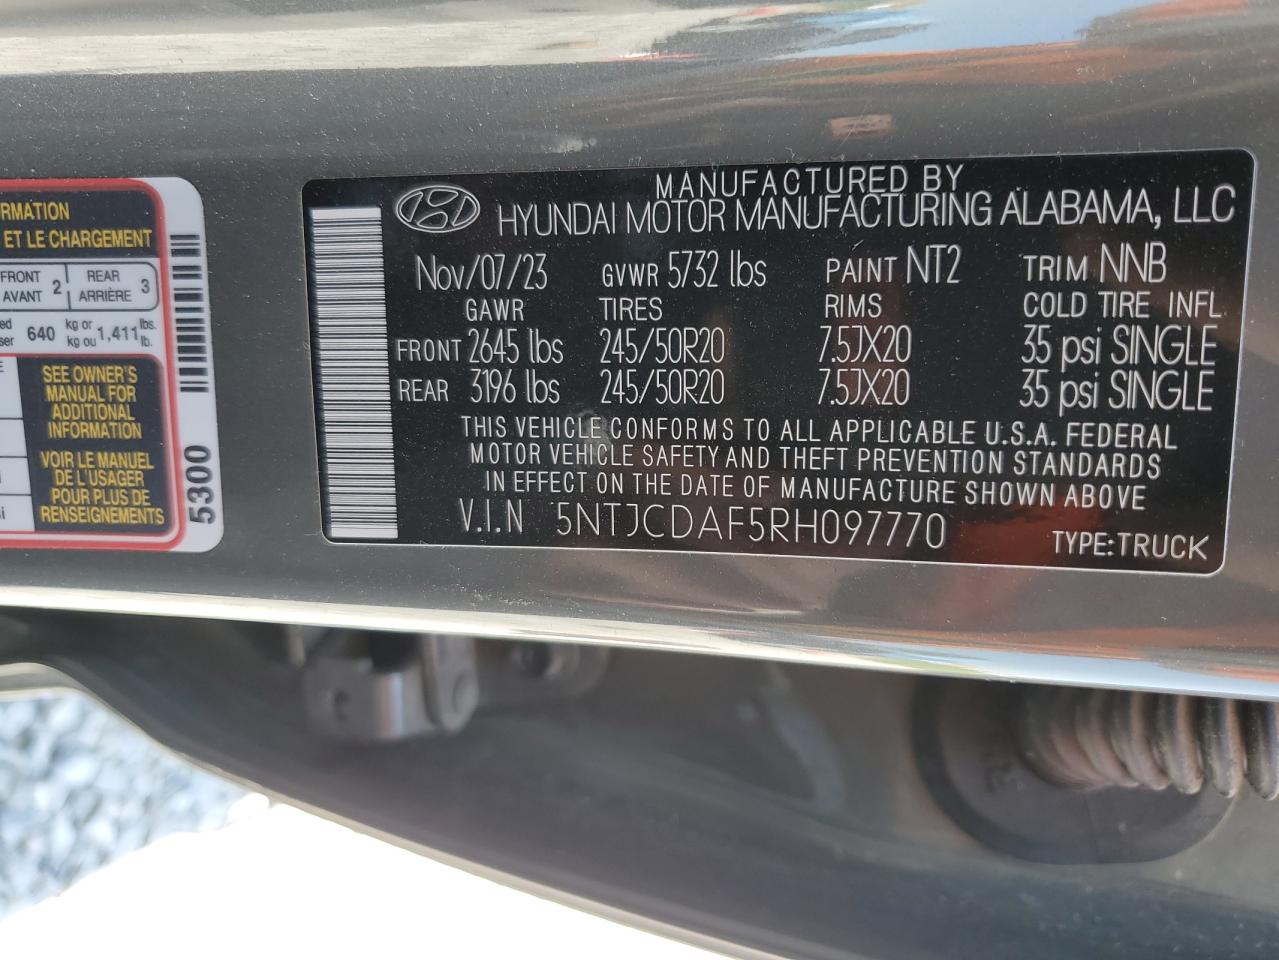 RMATION
ET LE CHARGEMENT
FRONT 2 REAR 3
AVANT ARRIÈRE
640 kg or 1,411 lbs.
kg ou lb.
SEE OWNER'S
MANUAL FOR
ADDITIONAL
INFORMATION
VOIR LE MANUEL
DE L'USAGER
POUR PLUS DE
RENSEIGNEMENTS
5300
MANUFACTURED BY
HYUNDAI MOTOR MANUFACTURING ALABAMA, LLC
Nov/07/23 GVWR 5732 lbs PAINT NT2 TRIM NNB
GAWR TIRES RIMS COLD TIRE INFL
FRONT 2645 lbs 245/50R20 7.5JX20 35 psi SINGLE
REAR 3196 lbs 245/50R20 7.5JX20 35 psi SINGLE
THIS VEHICLE CONFORMS TO ALL APPLICABLE U.S.A. FEDERAL
MOTOR VEHICLE SAFETY AND THEFT PREVENTION STANDARDS
IN EFFECT ON THE DATE OF MANUFACTURE SHOWN ABOVE
V.I.N 5NTJCDAF5RH097770
TYPE:TRUCK